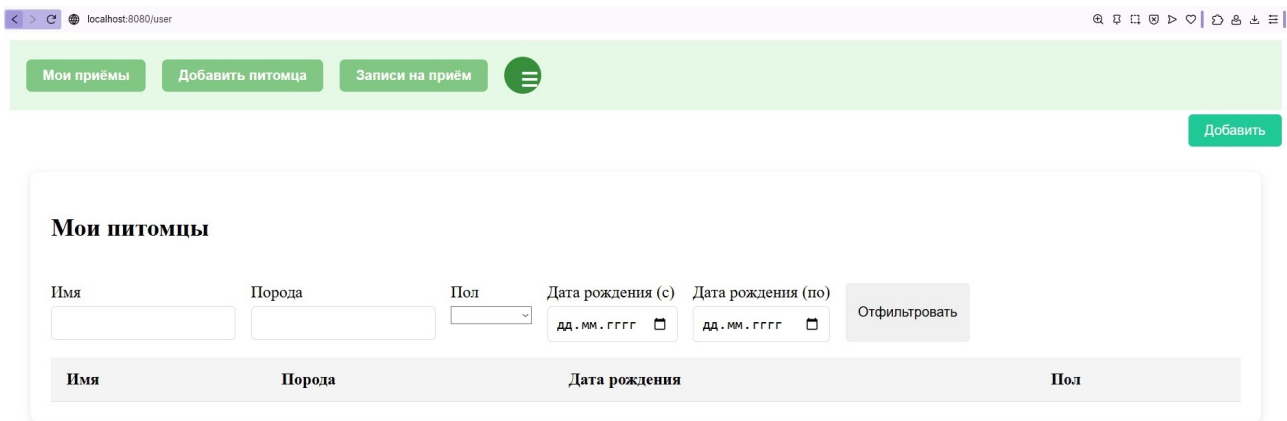 localhost:8080/user
Мои приёмы Добавить питомца Записи на приём
Добавить
Мои питомцы
Имя Порода Пол Дата рождения (с) Дата рождения (по)
дд.мм.гггг дд.мм.гггг Отфильтровать
Имя Порода Дата рождения Пол